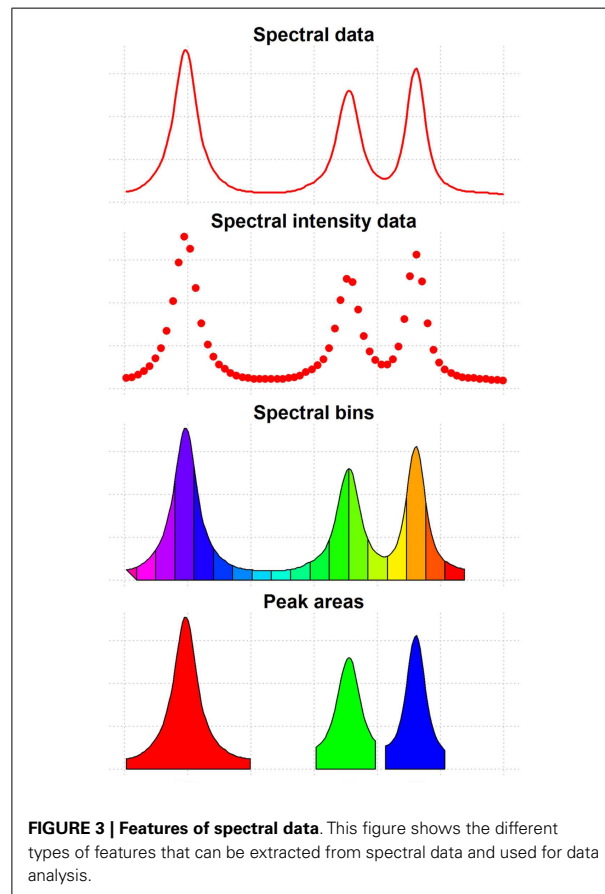 Spectral data
Spectral intensity data
Spectral bins
Peak areas
FIGURE 3 | Features of spectral data. This figure shows the different
types of features that can be extracted from spectral data and used for data
analysis.